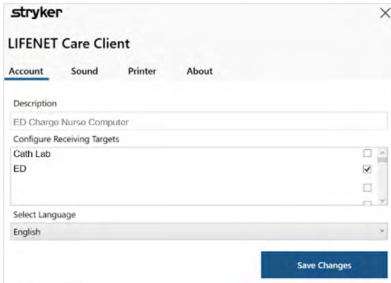 stryker
LIFENET Care Client
Account Sound Printer About
Description
ED Charge Nurse Computer
Configure Receiving Targets
Cath Lab
ED
Select Language
English
Save Changes